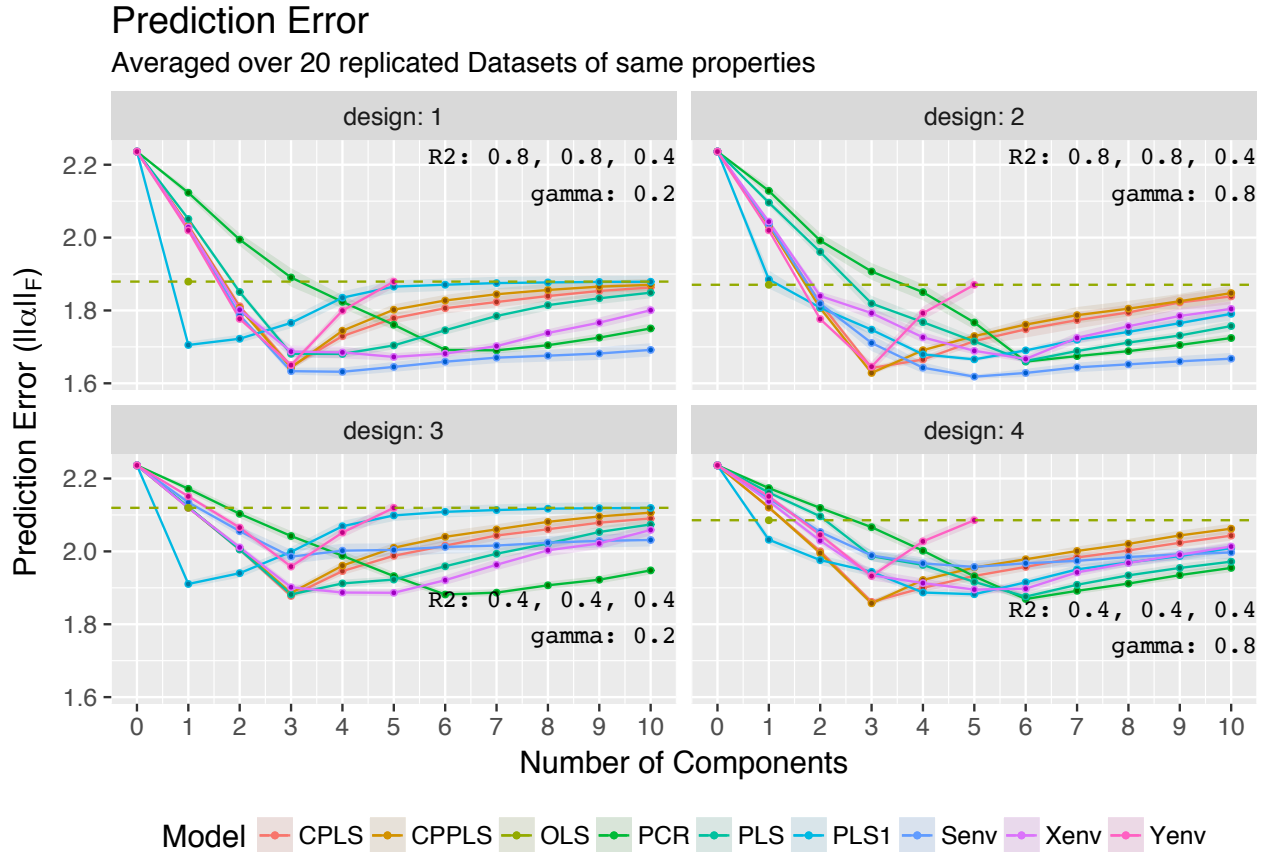 Prediction Error
Averaged over 20 replicated Datasets of same properties
design: 1
design: 2
R2: 0.8, 0.8, 0.4
gamma: 0.2
R2: 0.8, 0.8, 0.4
gamma: 0.8
2.2
2.0
1.8
1.6
design: 3
design: 4
R2: 0.4, 0.4, 0.4
gamma: 0.2
R2: 0.4, 0.4, 0.4
gamma: 0.8
2.2
2.0
1.8
1.6
Prediction Error (||α||F)
0 1 2 3 4 5 6 7 8 9 10
0 1 2 3 4 5 6 7 8 9 10
Number of Components
Model CPLS CPPLS OLS PCR PLS PLS1 Senv Xenv Yenv